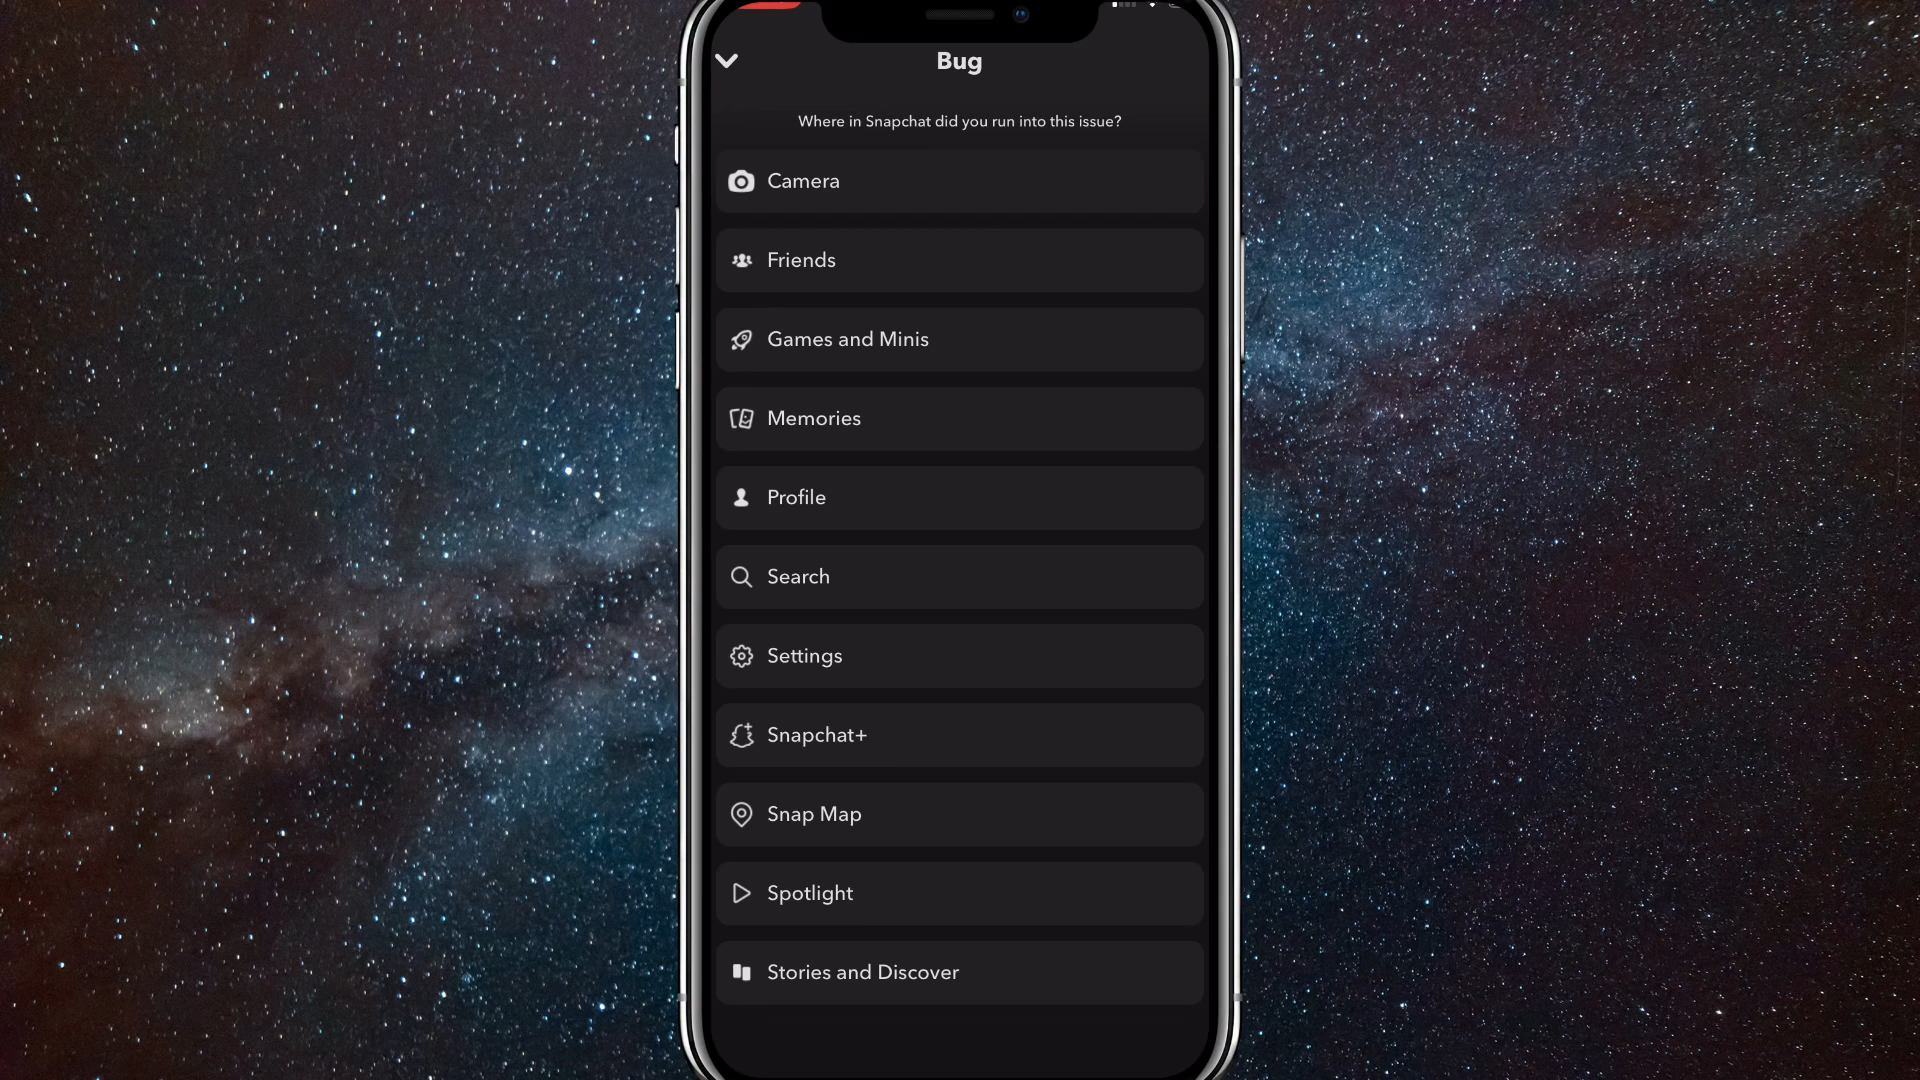 Bug
Where in Snapchat did you run into this issue?
Camera
Friends
Games and Minis
Memories
Profile
Search
Settings
Snapchat+
Snap Map
Spotlight
Stories and Discover